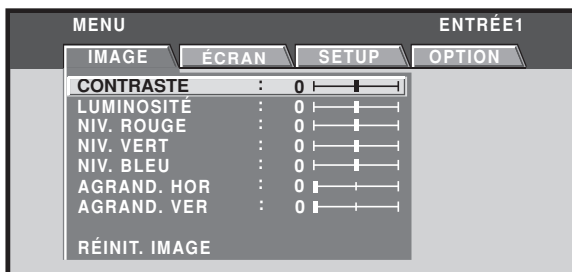 MENU ENTRÉE1
IMAGE ÉCRAN SETUP OPTION
CONTRASTE : 0
LUMINOSITÉ : 0
NIV. ROUGE : 0
NIV. VERT : 0
NIV. BLEU : 0
AGRAND. HOR : 0
AGRAND. VER : 0
RÉINIT. IMAGE